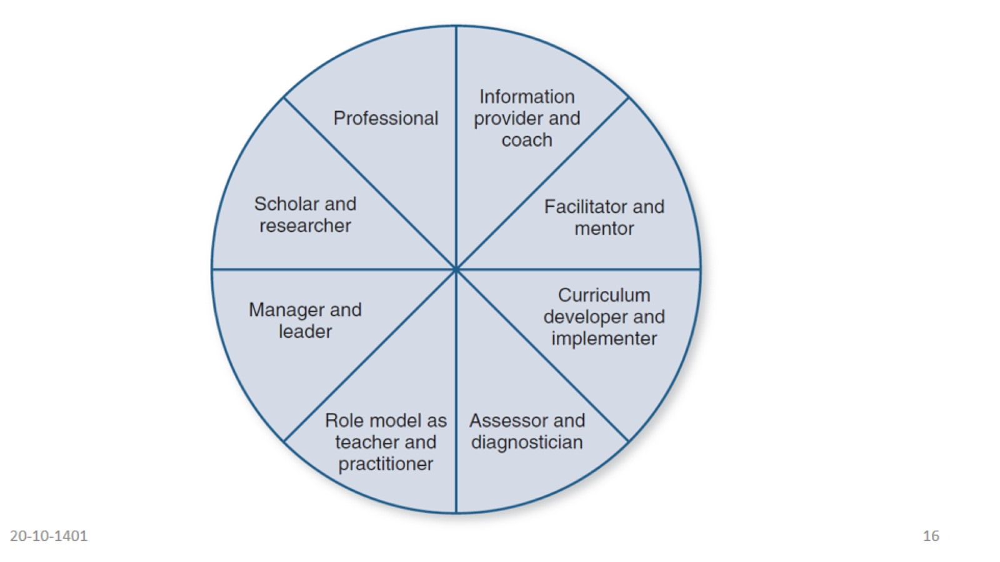 Professional
Information
provider and
coach
Facilitator and
mentor
Curriculum
developer and
implementer
Assessor and
diagnostician
Role model as
teacher and
practitioner
Manager and
leader
Scholar and
researcher
20-10-1401
16